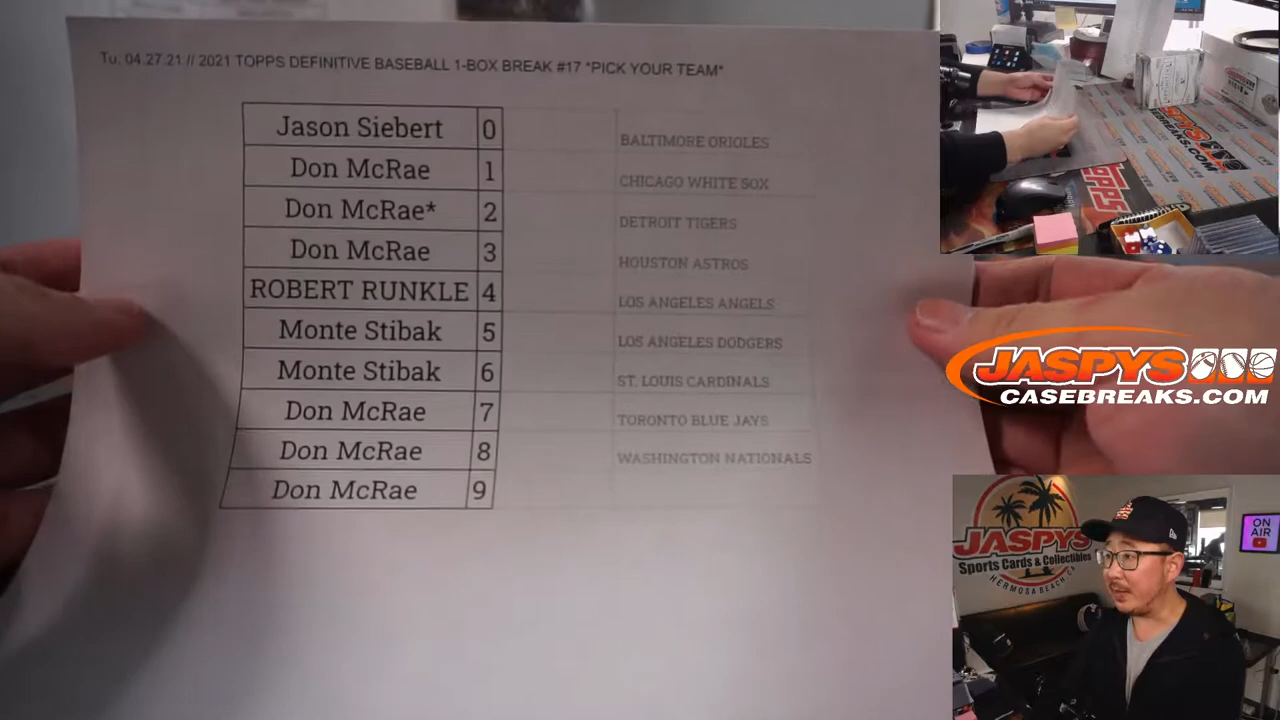 Tu. 04.27.21 // 2021 TOPPS DEFINITIVE BASEBALL 1-BOX BREAK #17 *PICK YOUR TEAM*
Jason Siebert 0 BALTIMORE ORIOLES
Don McRae 1 CHICAGO WHITE SOX
Don McRae* 2 DETROIT TIGERS
Don McRae 3 HOUSTON ASTROS
ROBERT RUNKLE 4 LOS ANGELES ANGELS
Monte Stibak 5 LOS ANGELES DODGERS
Monte Stibak 6 ST. LOUIS CARDINALS
Don McRae 7 TORONTO BLUE JAYS
Don McRae 8 WASHINGTON NATIONALS
Don McRae 9
JASPYS
TOPPS
JASPYS
CASEBREAKS.COM
JASPYS
Sports Cards & Collectibles
HERMOSA BEACH, CA
ON
AIR